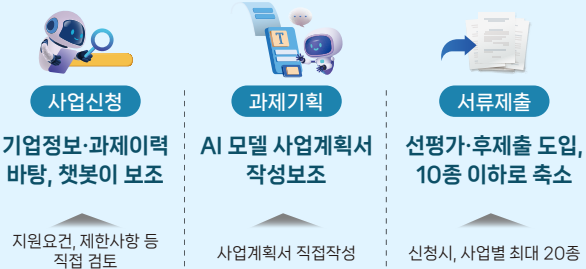 사업신청
기업정보·과제이력
바탕, 챗봇이 보조
지원요건, 제한사항 등
직접 검토
과제기획
AI 모델 사업계획서
작성보조
사업계획서 직접작성
서류제출
선평가·후제출 도입,
10종 이하로 축소
신청시, 사업별 최대 20종